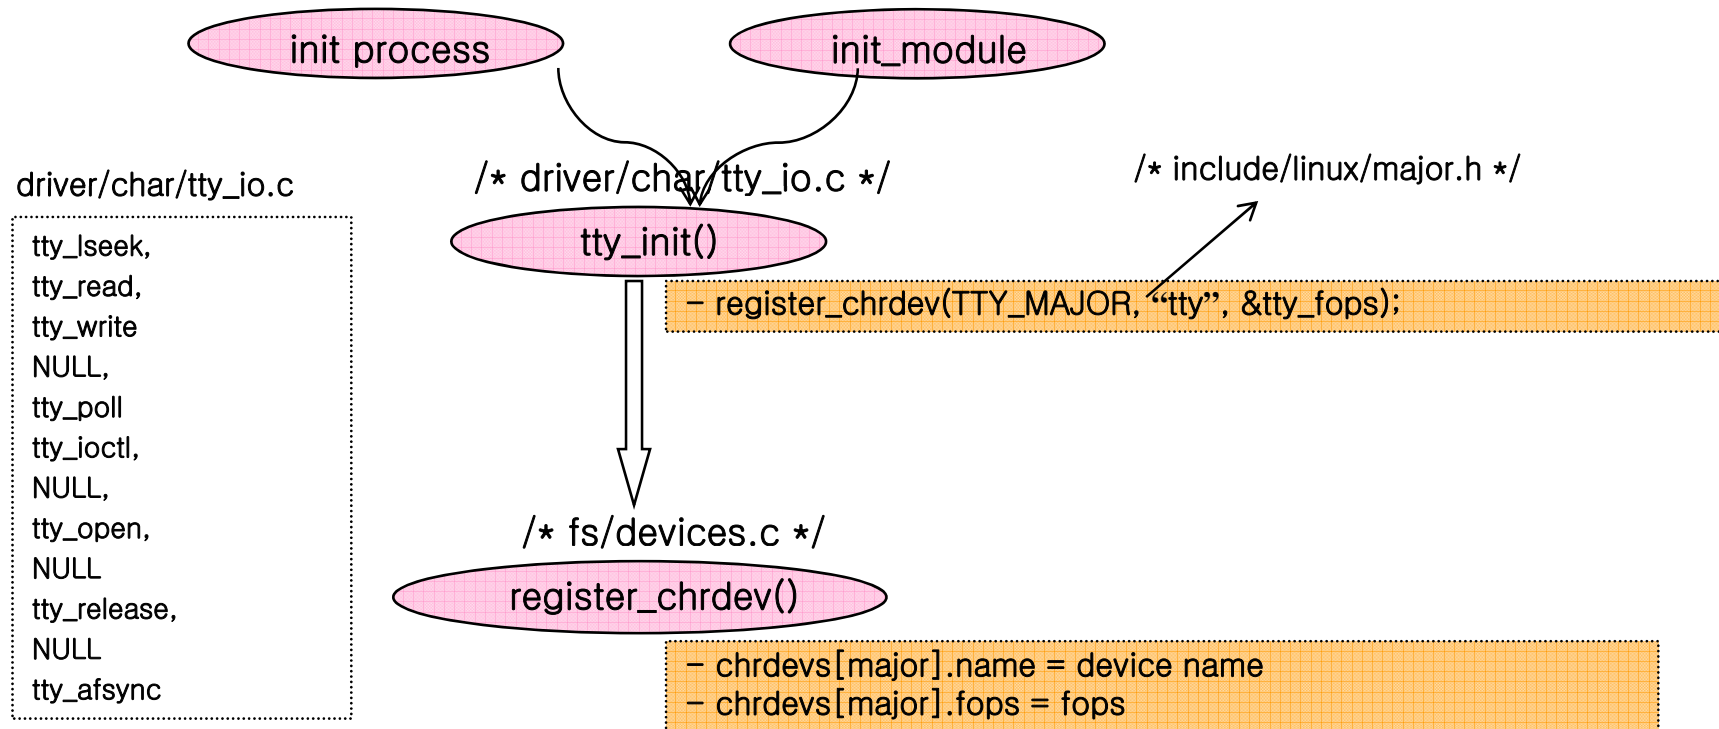 init process
init_module
driver/char/tty_io.c
/* driver/char/tty_io.c */
/* include/linux/major.h */
tty_lseek,
tty_read,
tty_write
NULL,
tty_poll
tty_ioctl,
NULL,
tty_open,
NULL
tty_release,
NULL
tty_afsync
tty_init()
- register_chrdev(TTY_MAJOR, “tty”, &tty_fops);
/* fs/devices.c */
register_chrdev()
- chrdevs[major].name = device name
- chrdevs[major].fops = fops